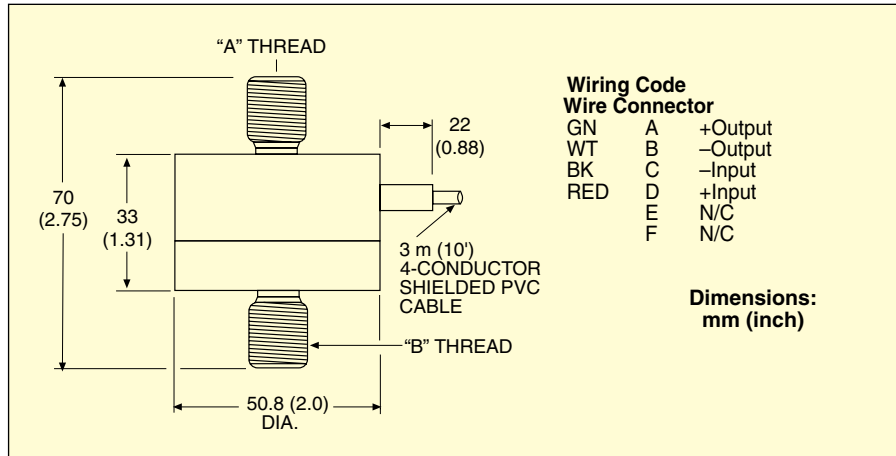 “A” THREAD
22
(0.88)
70
(2.75)
33
(1.31)
3 m (10')
4-CONDUCTOR
SHIELDED PVC
CABLE
“B” THREAD
50.8 (2.0)
DIA.
Wiring Code
Wire Connector
GN A +Output
WT B –Output
BK C –Input
RED D +Input
E N/C
F N/C
Dimensions:
mm (inch)